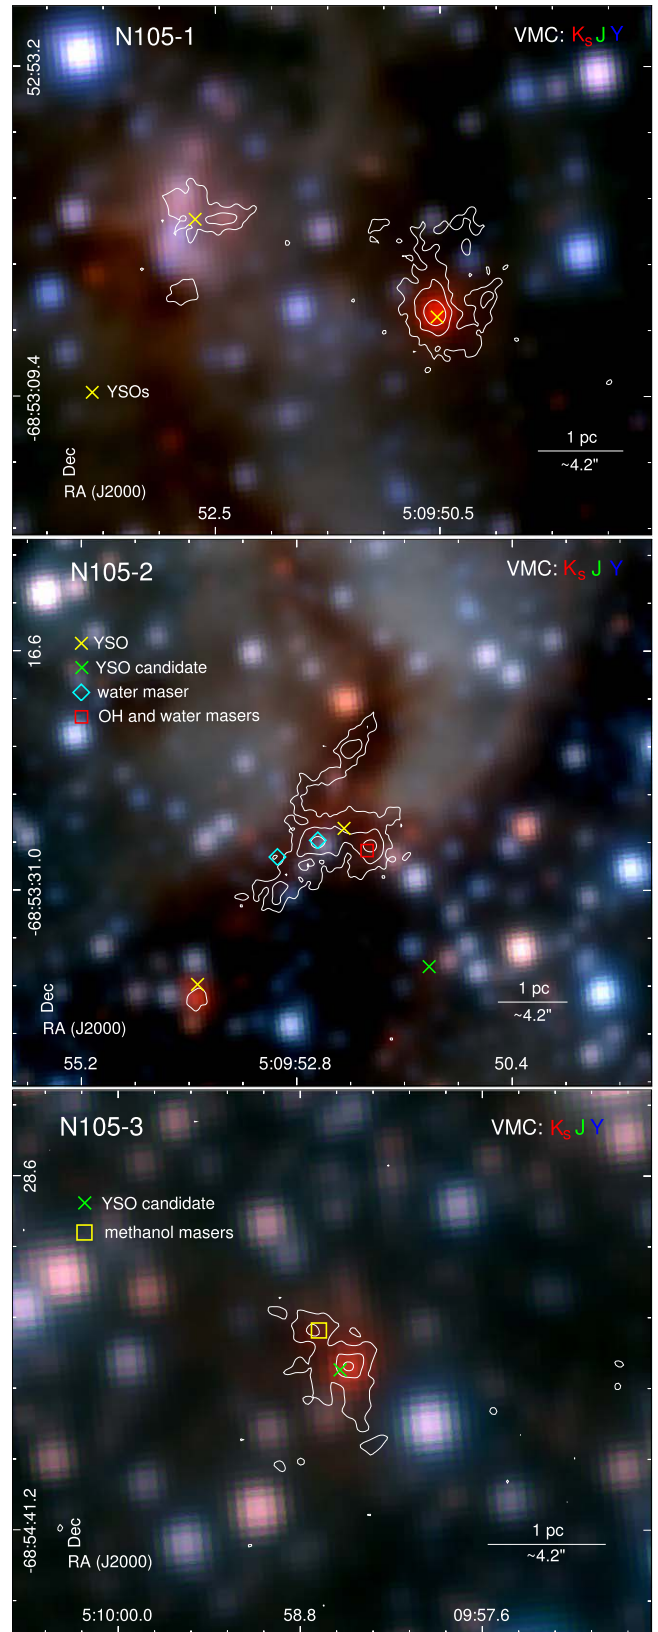 N105-1
VMC: Ks J Y
52:53.2
YSOs
-68:53:09.4
Dec
RA (J2000)
1 pc
~4.2"
52.5
5:09:50.5
N105-2
VMC: Ks J Y
16.6
YSO
YSO candidate
water maser
OH and water masers
-68:53:31.0
Dec
RA (J2000)
1 pc
~4.2"
55.2
5:09:52.8
50.4
N105-3
VMC: Ks J Y
28.6
YSO candidate
methanol masers
-68:54:41.2
Dec
RA (J2000)
1 pc
~4.2"
5:10:00.0
58.8
09:57.6